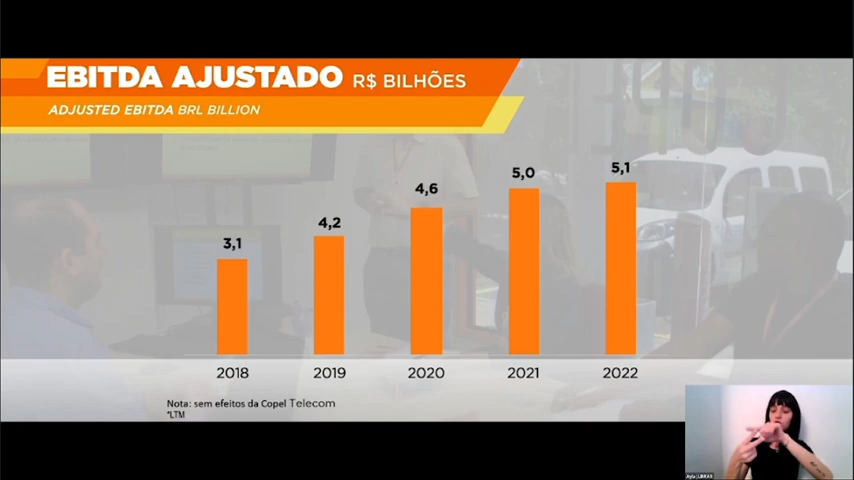 EBITDA AJUSTADO R$ BILHÕES
ADJUSTED EBITDA BRL BILLION
3,1
4,2
4,6
5,0
5,1
2018 2019 2020 2021 2022
Nota: sem efeitos da Copel Telecom
*LTM